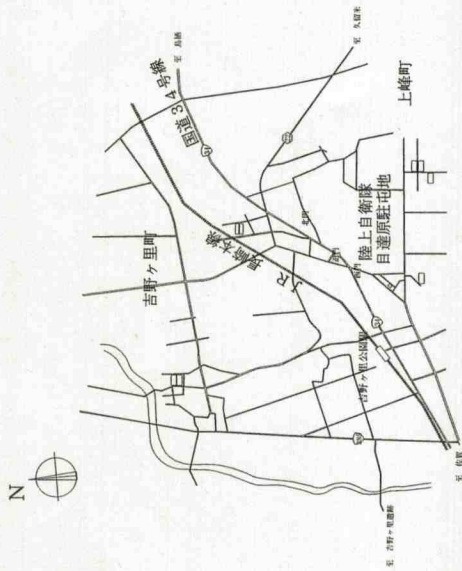 N
至 鳥栖
国道34号線
至 久留米
上峰町
吉野ヶ里町
長崎本線
JR
北門
陸上自衛隊
目達原駐屯地
吉野ヶ里公園駅
至 吉野ヶ里遺跡
至 佐賀